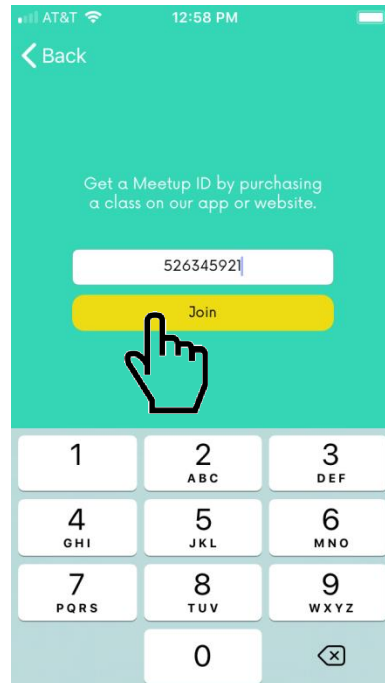 AT&T 12:58 PM
Back
Get a Meetup ID by purchasing
a class on our app or website.
526345921
Join
1 2 3
ABC DEF
4 5 6
GHI JKL MNO
7 8 9
PQRS TUV WXYZ
0